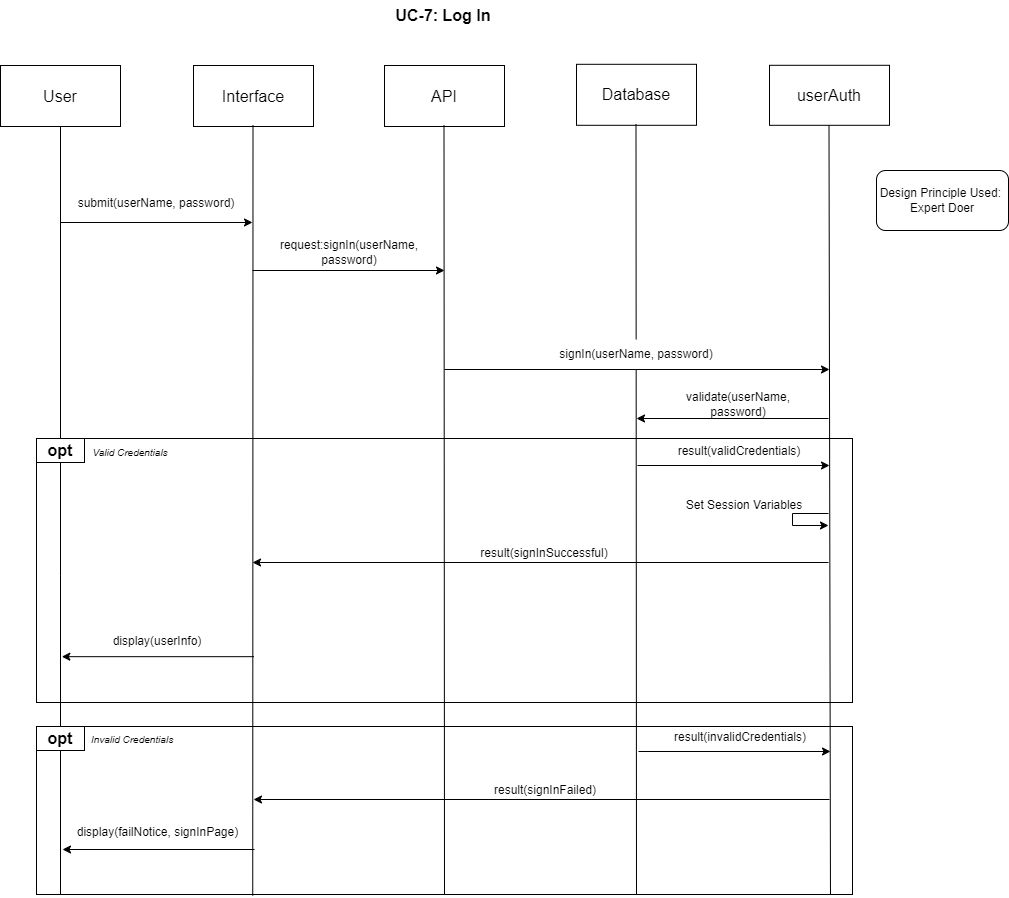 UC-7: Log In
User
Interface
API
Database
userAuth
Design Principle Used:
Expert Doer
submit(userName, password)
request:signIn(userName,
password)
signIn(userName, password)
validate(userName,
password)
opt
Valid Credentials
result(validCredentials)
Set Session Variables
result(signInSuccessful)
display(userInfo)
opt
Invalid Credentials
result(invalidCredentials)
result(signInFailed)
display(failNotice, signInPage)